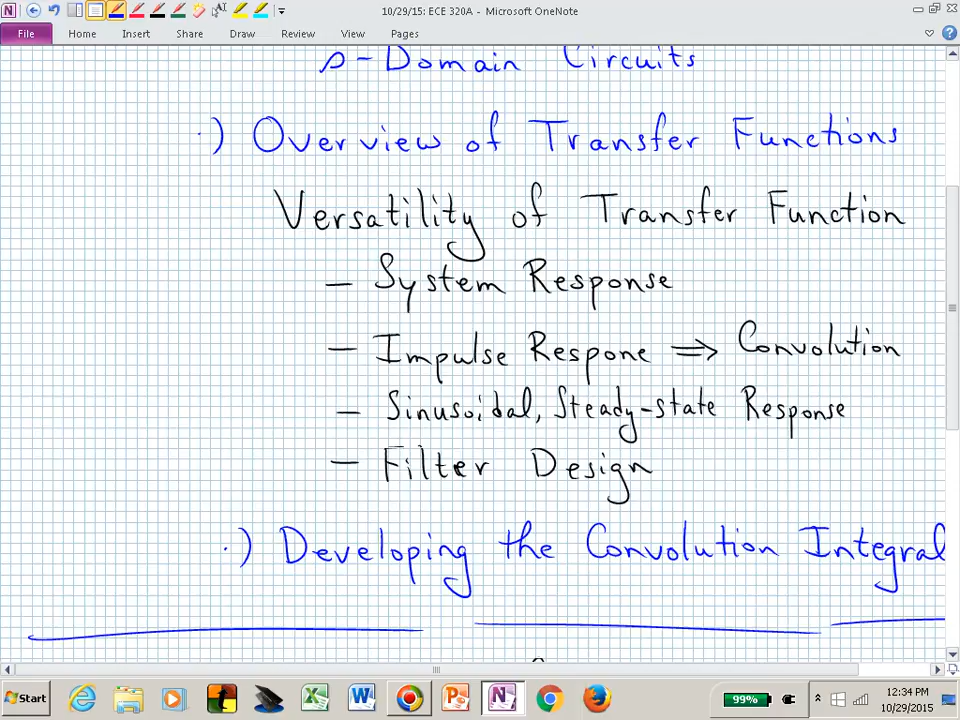 10/29/15: ECE 320A - Microsoft OneNote
File Home Insert Share Draw Review View Pages
s-Domain Circuits
·) Overview of Transfer Functions
Versatility of Transfer Function
— System Response
— Impulse Respone ⇒ Convolution
— Sinusoidal, Steady-state Response
— Filter Design
·) Developing the Convolution Integral
Start
99%
12:34 PM
10/29/2015